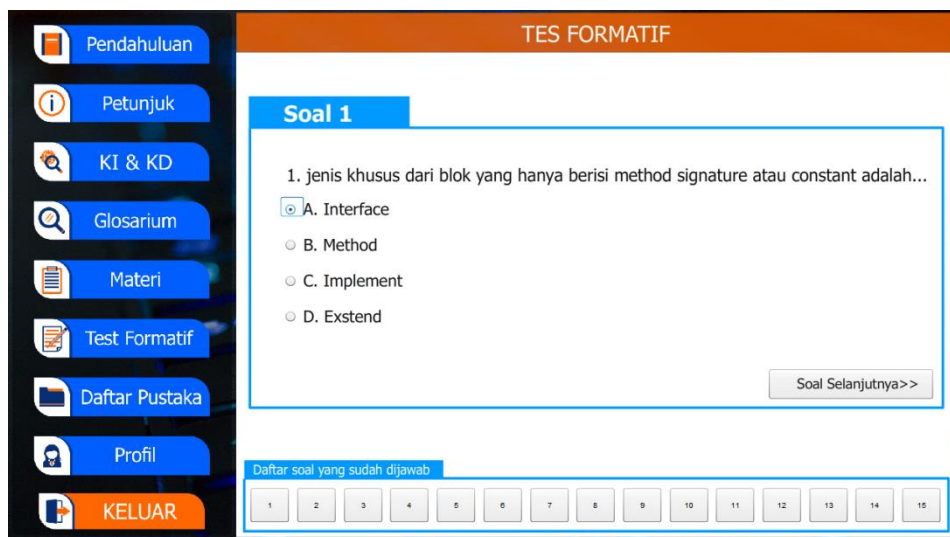 Pendahuluan
Petunjuk
KI & KD
Glosarium
Materi
Test Formatif
Daftar Pustaka
Profil
KELUAR
TES FORMATIF
Soal 1
1. jenis khusus dari blok yang hanya berisi method signature atau constant adalah...
A. Interface
B. Method
C. Implement
D. Exstend
Soal Selanjutnya>>
Daftar soal yang sudah dijawab
1 2 3 4 5 6 7 8 9 10 11 12 13 14 15